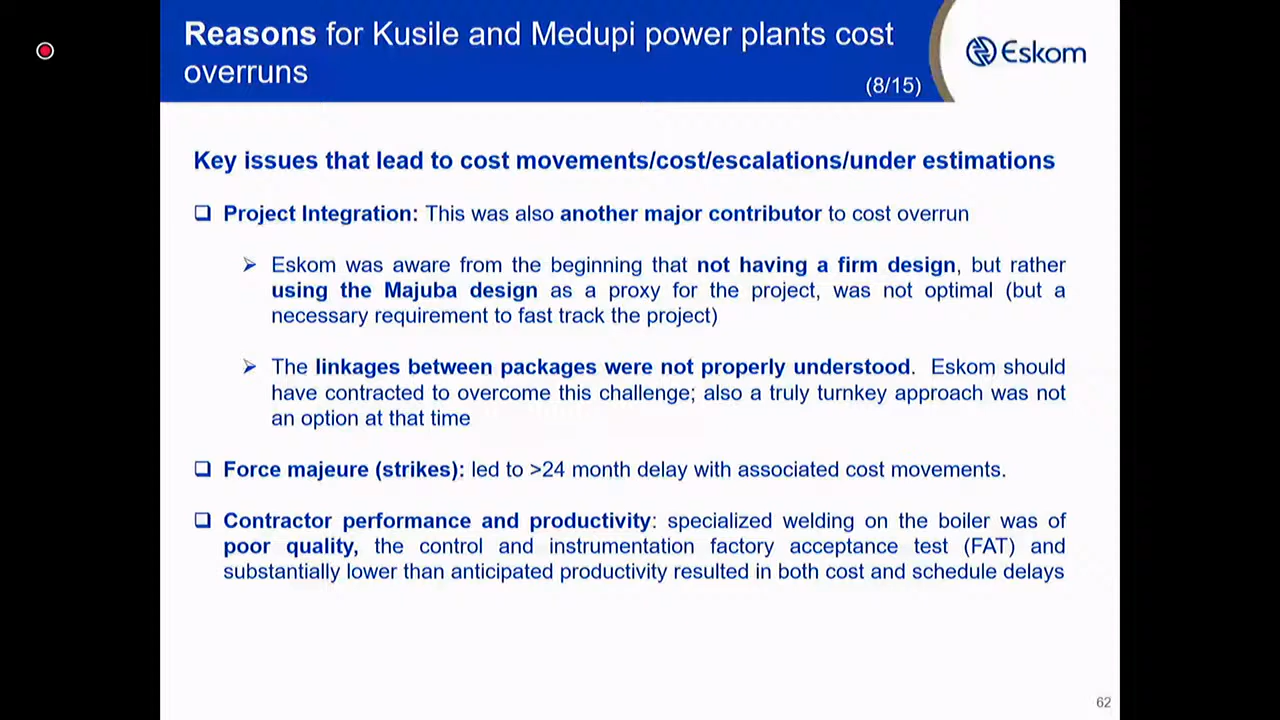 Reasons for Kusile and Medupi power plants cost
overruns
(8/15)
Eskom
Key issues that lead to cost movements/cost/escalations/under estimations
Project Integration: This was also another major contributor to cost overrun
Eskom was aware from the beginning that not having a firm design, but rather
using the Majuba design as a proxy for the project, was not optimal (but a
necessary requirement to fast track the project)
The linkages between packages were not properly understood. Eskom should
have contracted to overcome this challenge; also a truly turnkey approach was not
an option at that time
Force majeure (strikes): led to >24 month delay with associated cost movements.
Contractor performance and productivity: specialized welding on the boiler was of
poor quality, the control and instrumentation factory acceptance test (FAT) and
substantially lower than anticipated productivity resulted in both cost and schedule delays
62